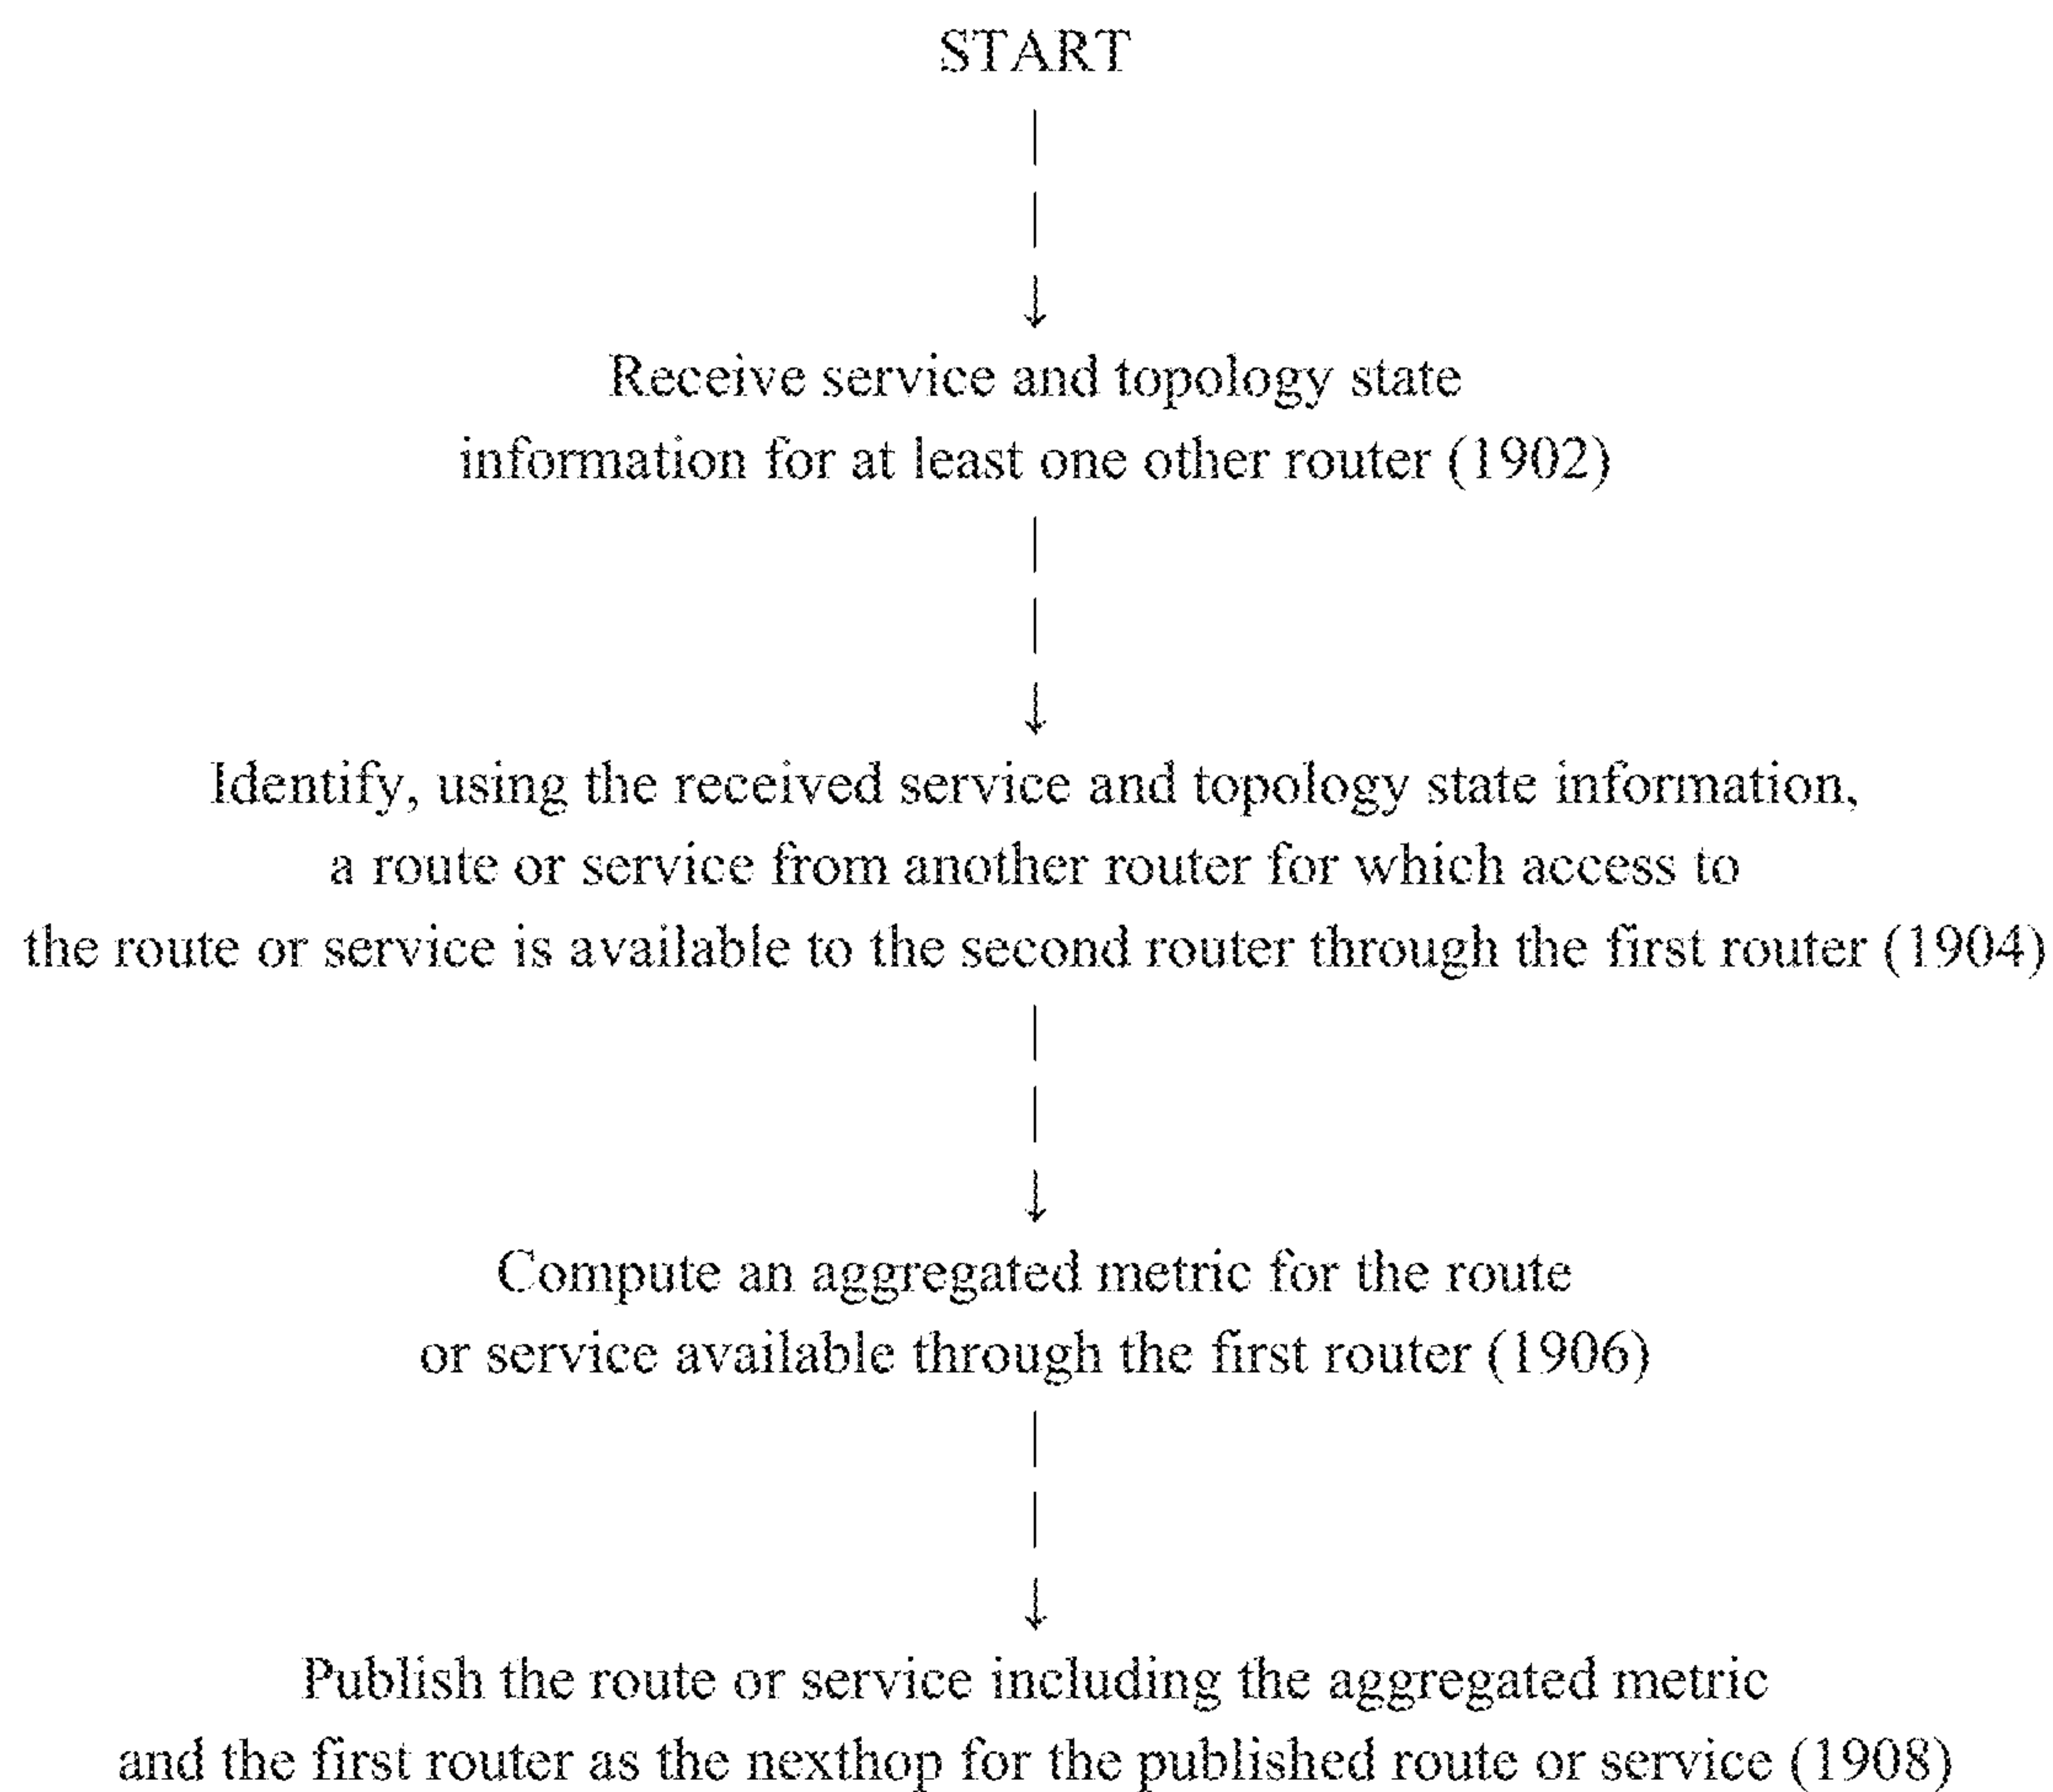 START
Receive service and topology state
information for at least one other router (1902)
Identify, using the received service and topology state information,
a route or service from another router for which access to
the route or service is available to the second router through the first router (1904)
Compute an aggregated metric for the route
or service available through the first router (1906)
Publish the route or service including the aggregated metric
and the first router as the nexthop for the published route or service (1908)